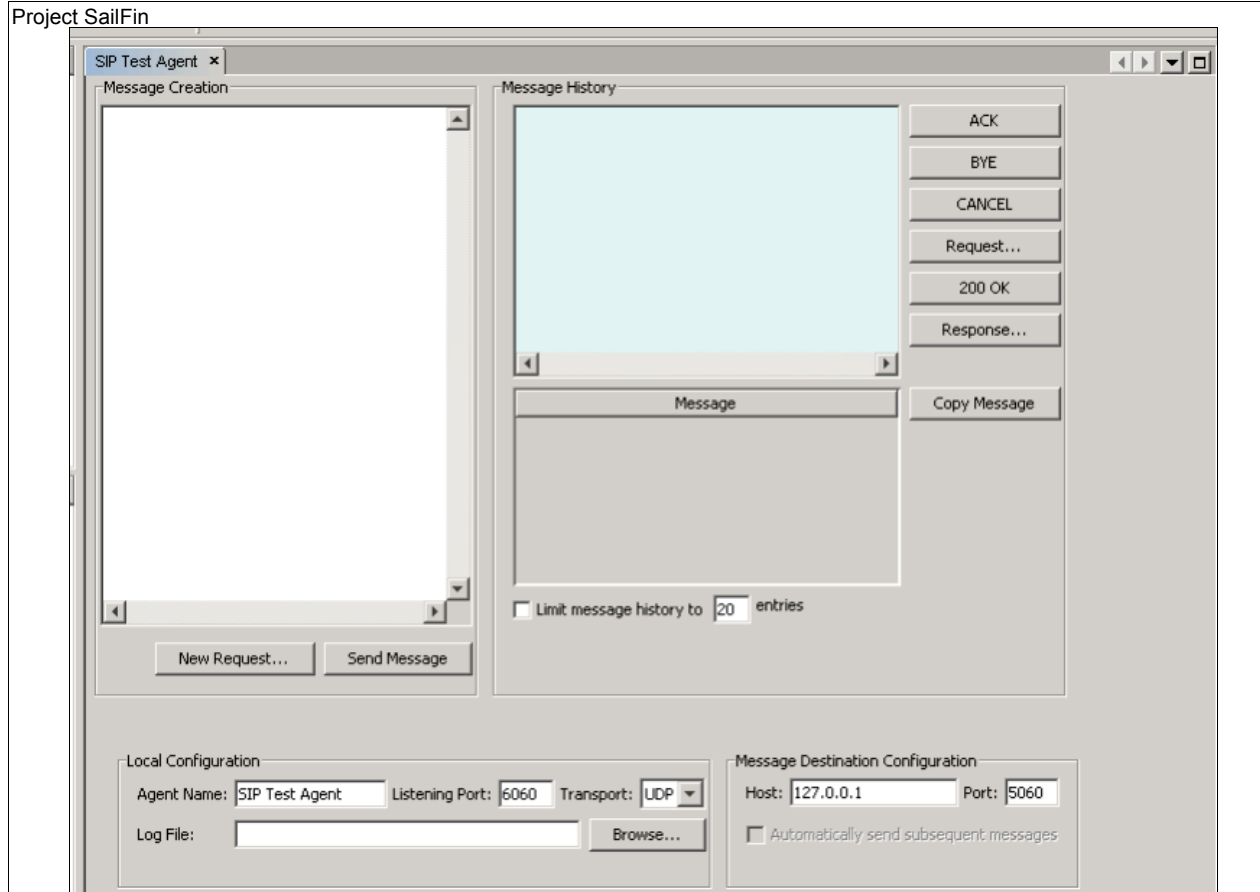 Project SailFin
SIP Test Agent
Message Creation
New Request...
Send Message
Message History
ACK
BYE
CANCEL
Request...
200 OK
Response...
Message
Copy Message
Limit message history to 20 entries
Local Configuration
Agent Name: SIP Test Agent Listening Port: 6060 Transport: UDP
Log File: Browse...
Message Destination Configuration
Host: 127.0.0.1 Port: 5060
Automatically send subsequent messages